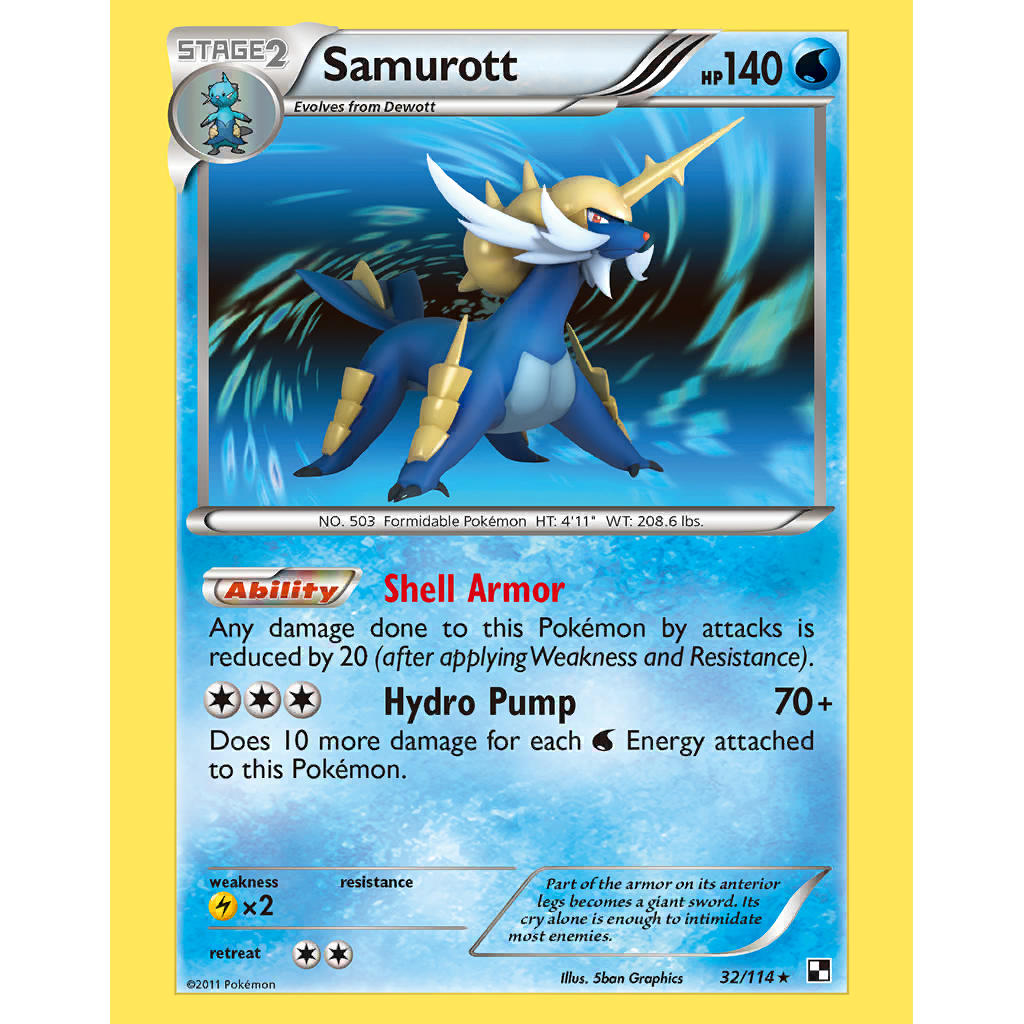 STAGE2
Samurott
HP140
Evolves from Dewott
NO. 503 Formidable Pokémon HT: 4'11" WT: 208.6 lbs.
Ability Shell Armor
Any damage done to this Pokémon by attacks is
reduced by 20 (after applying Weakness and Resistance).
Hydro Pump 70+
Does 10 more damage for each Energy attached
to this Pokémon.
weakness resistance
×2
Part of the armor on its anterior
legs becomes a giant sword. Its
cry alone is enough to intimidate
most enemies.
retreat
Illus. 5ban Graphics 32/114 ★
©2011 Pokémon